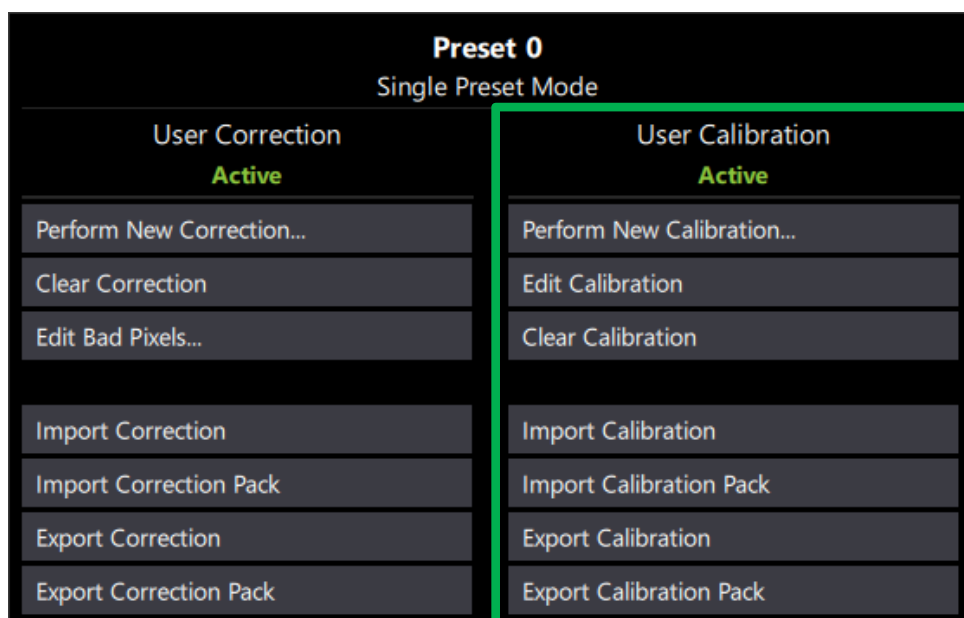 Preset 0
Single Preset Mode
User Correction
Active
Perform New Correction...
Clear Correction
Edit Bad Pixels...
Import Correction
Import Correction Pack
Export Correction
Export Correction Pack
User Calibration
Active
Perform New Calibration...
Edit Calibration
Clear Calibration
Import Calibration
Import Calibration Pack
Export Calibration
Export Calibration Pack